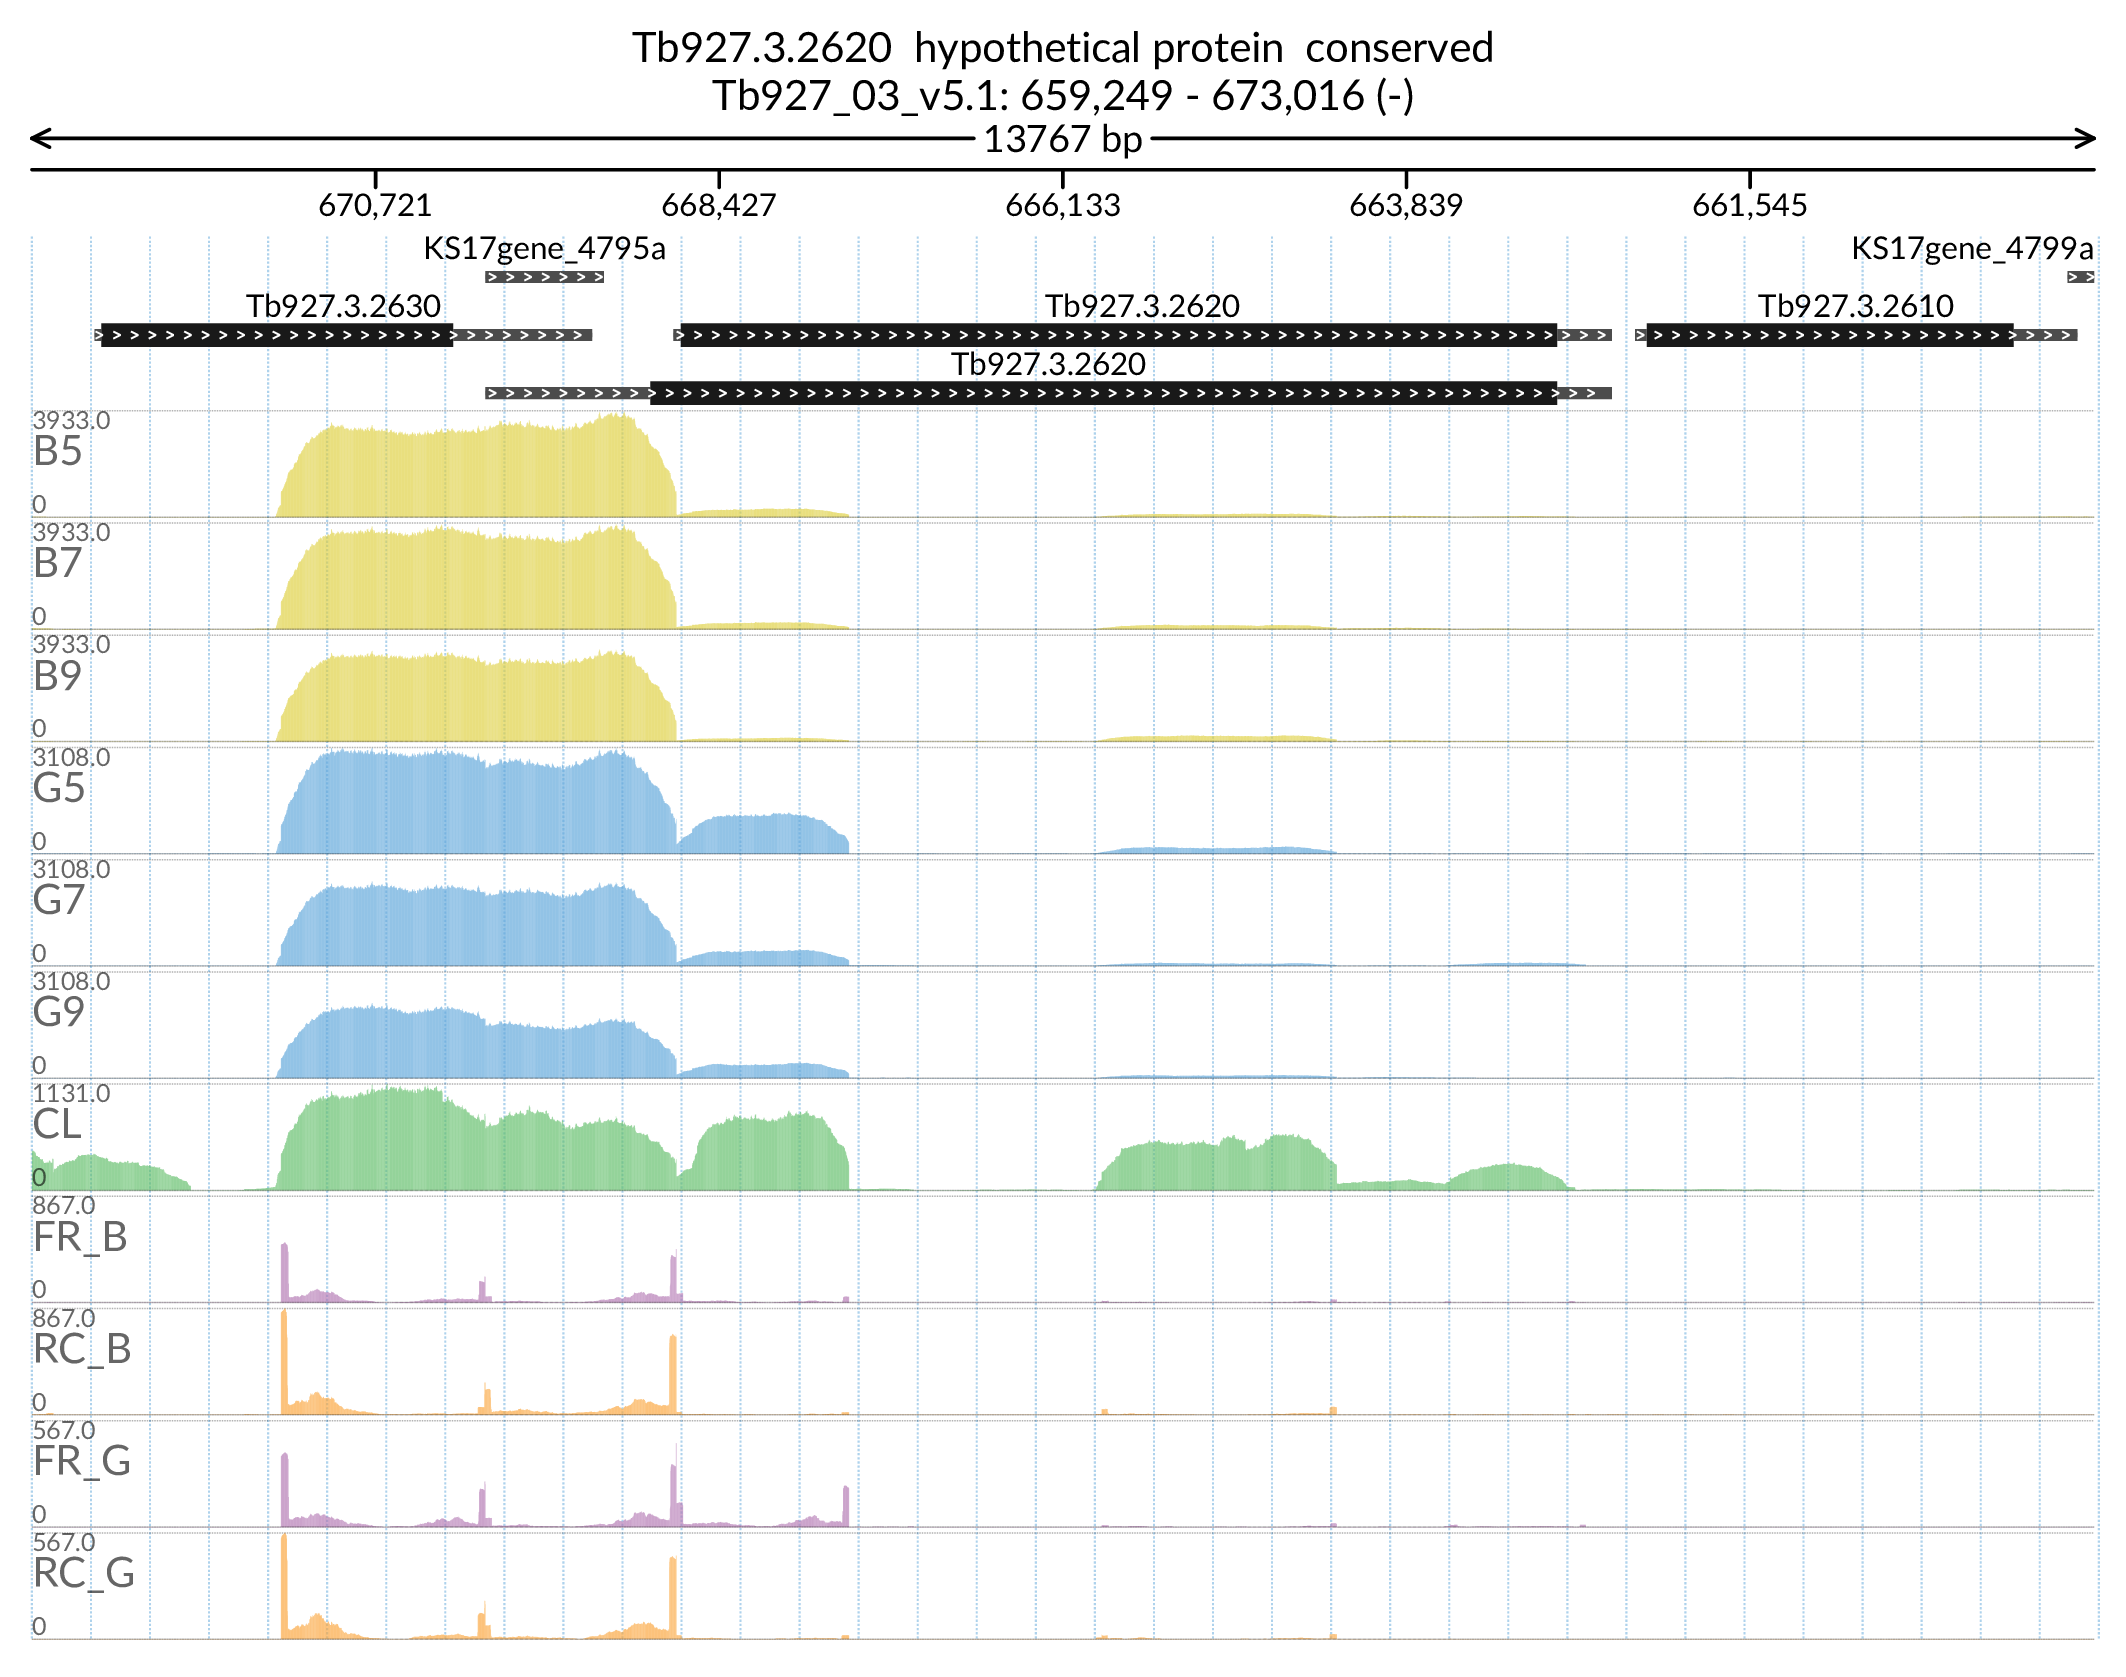 Tb927.3.2620  hypothetical protein  conserved
Tb927_03_v5.1: 659,249 - 673,016 (-)
13767 bp
670,721 668,427 666,133 663,839 661,545
KS17gene_4795a KS17gene_4799a
Tb927.3.2630 Tb927.3.2620 Tb927.3.2610
Tb927.3.2620
3933.0
B5
0
3933.0
B7
0
3933.0
B9
0
3108.0
G5
0
3108.0
G7
0
3108.0
G9
0
1131.0
CL
0
867.0
FR_B
0
867.0
RC_B
0
567.0
FR_G
0
567.0
RC_G
0